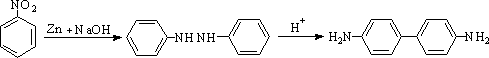 NO2
Zn + NaOH
NH NH
H+
H2N
NH2